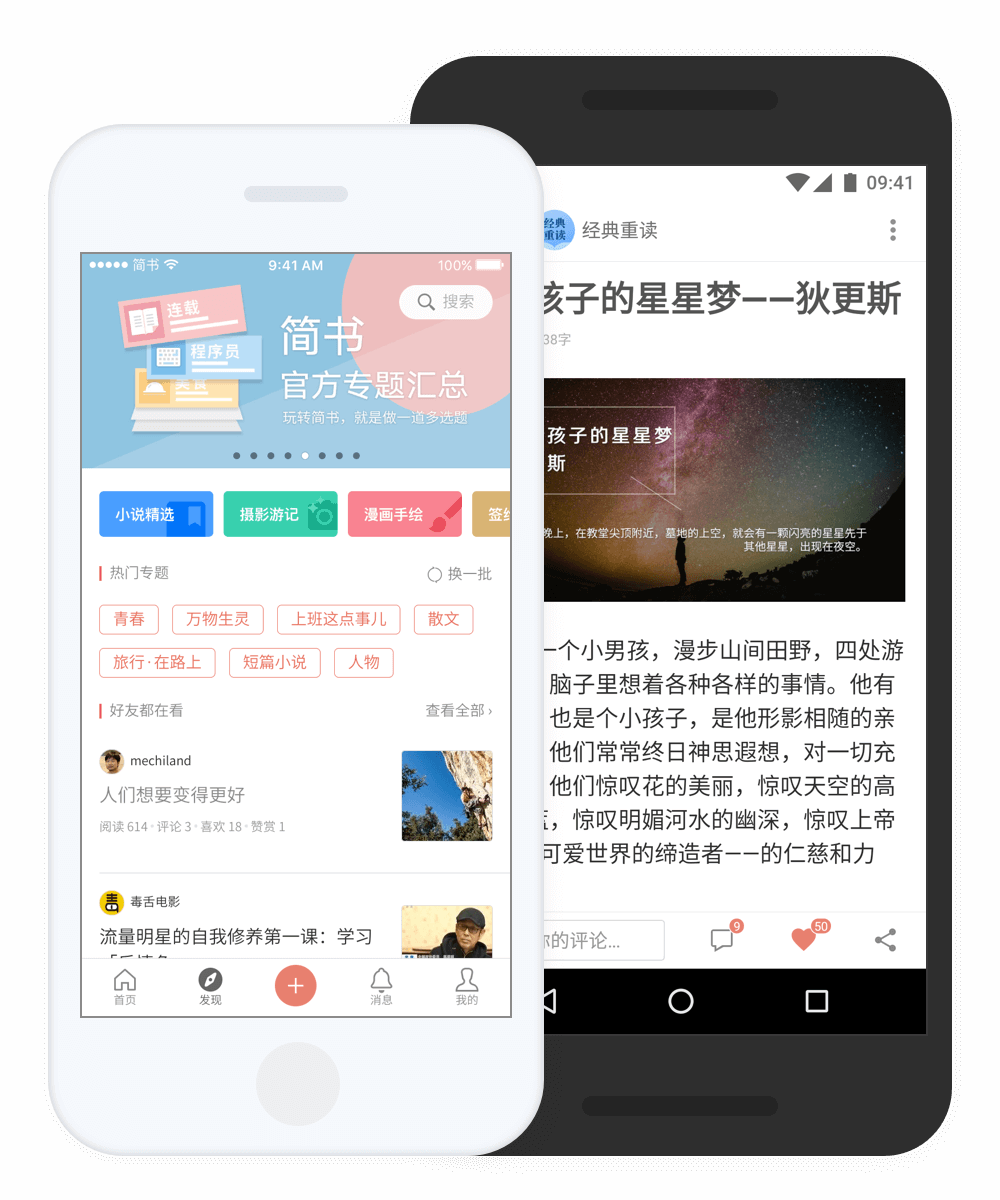 简书
9:41 AM
100%
搜索
连载
程序员
美食
简书
官方专题汇总
玩转简书，就是做一道多选题
小说精选
摄影游记
漫画手绘
热门专题
换一批
青春
万物生灵
上班这点事儿
散文
旅行·在路上
短篇小说
人物
好友都在看
查看全部›
mechiland
人们想要变得更好
阅读 614 · 评论 3 · 喜欢 18 · 赞赏 1
毒舌电影
流量明星的自我修养第一课：学习
首页
发现
消息
我的
09:41
经典
重读
经典重读
孩子的星星梦——狄更斯
38字
孩子的星星梦
斯
晚上，在教堂尖顶附近，墓地的上空，就会有一颗闪亮的星星先于
其他星星，出现在夜空。
一个小男孩，漫步山间田野，四处游
脑子里想着各种各样的事情。他有
也是个小孩子，是他形影相随的亲
他们常常终日神思遐想，对一切充
他们惊叹花的美丽，惊叹天空的高
，惊叹明媚河水的幽深，惊叹上帝
可爱世界的缔造者——的仁慈和力
你的评论...
9
50